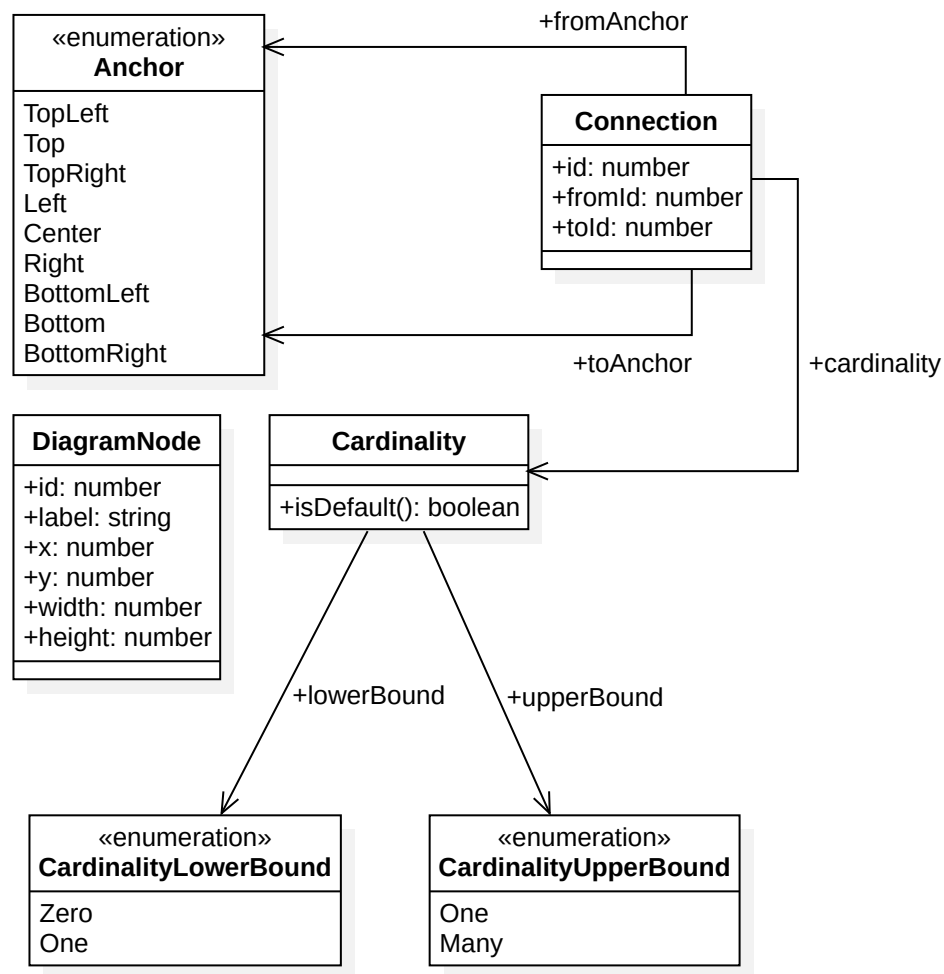 «enumeration»
Anchor
TopLeft
Top
TopRight
Left
Center
Right
BottomLeft
Bottom
BottomRight
+fromAnchor
Connection
+id: number
+fromId: number
+toId: number
+toAnchor
+cardinality
DiagramNode
+id: number
+label: string
+x: number
+y: number
+width: number
+height: number
Cardinality
+isDefault(): boolean
+lowerBound
+upperBound
«enumeration»
CardinalityLowerBound
Zero
One
«enumeration»
CardinalityUpperBound
One
Many